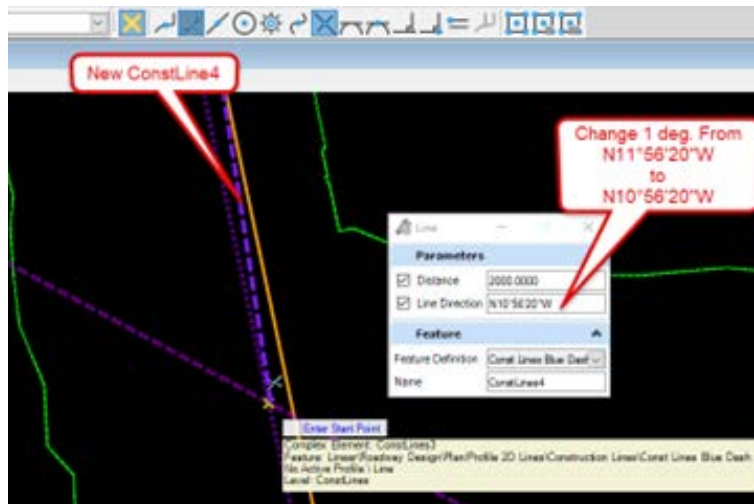 New ConstLine4
Change 1 deg. From
N11°56'20"W
to
N10°56'20"W
Line
Parameters
Distance 2000.0000
Line Direction N10°56'20"W
Feature
Feature Definition Const Lines Blue Dash
Name ConstLines4
Enter Start Point
Complex Element: ConstLines3
Feature: Linear\Roadway Design\Plan/Profile 2D Lines\Construction Lines\Const Lines Blue Dash
No Active Profile \ Line
Level: ConstLines